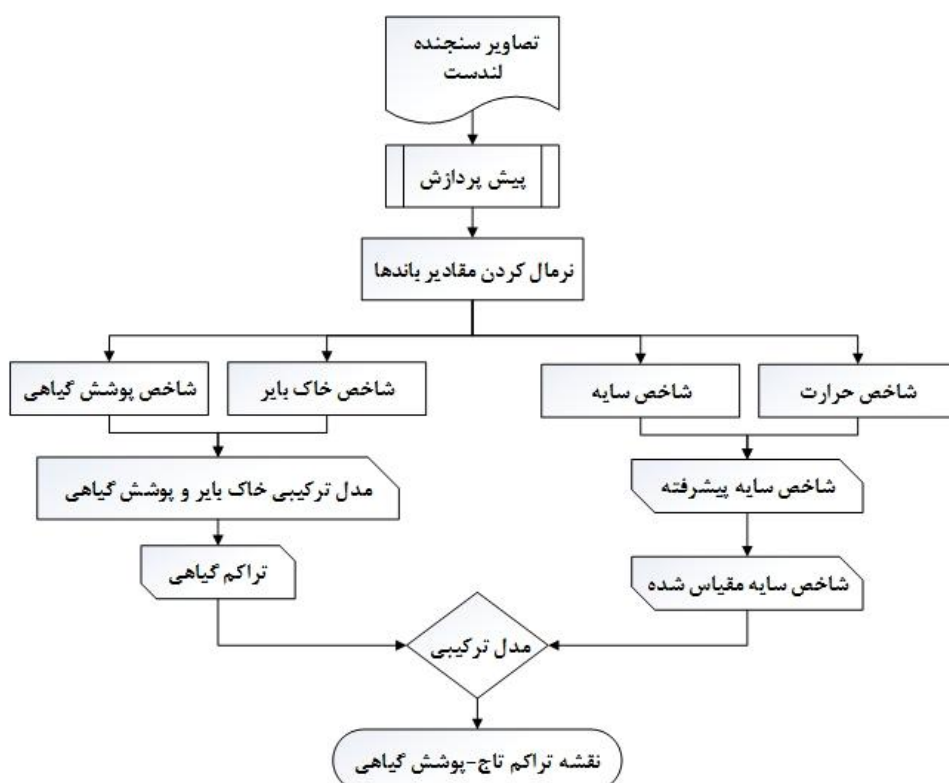 تصاویر سنجنده
لندست
پیش پردازش
نرمال کردن مقادیر باندها
شاخص حرارت
شاخص سایه
شاخص خاک بایر
شاخص پوشش گیاهی
شاخص سایه پیشرفته
مدل ترکیبی خاک بایر و پوشش گیاهی
شاخص سایه مقیاس شده
تراکم گیاهی
مدل ترکیبی
نقشه تراکم تاج-پوشش گیاهی